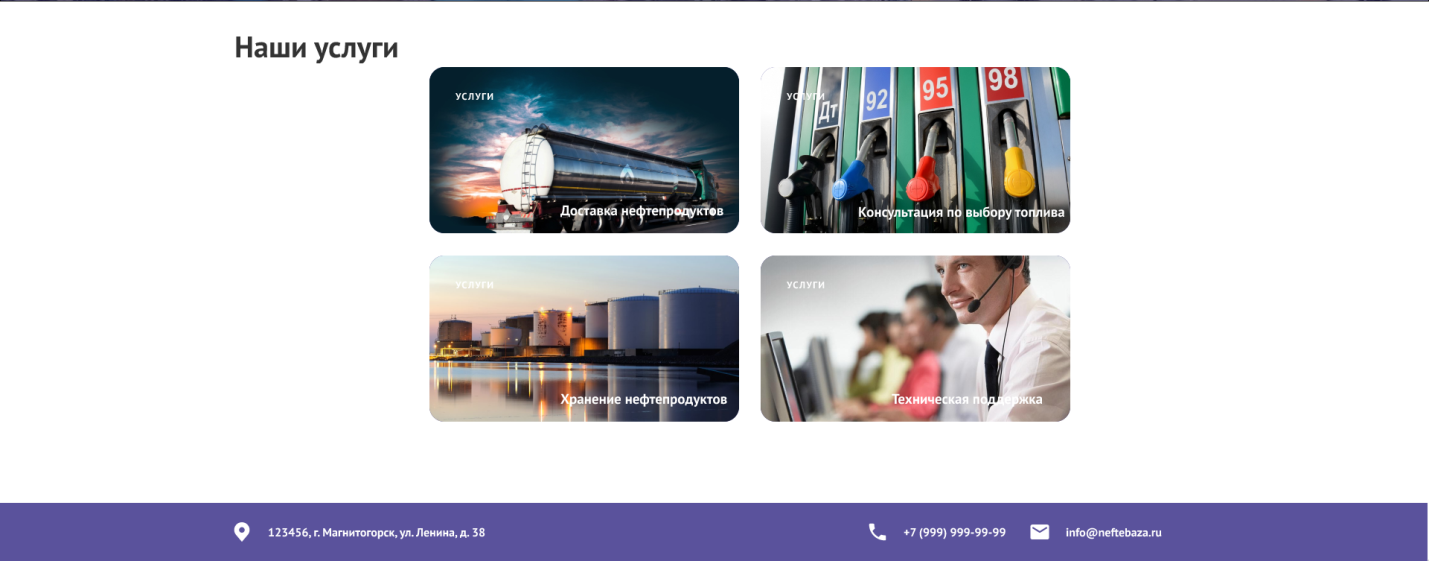 Наши услуги
УСЛУГИ
Доставка нефтепродуктов
УСЛУГИ
Дт
92
95
98
Консультация по выбору топлива
УСЛУГИ
Хранение нефтепродуктов
УСЛУГИ
Техническая поддержка
123456, г. Магнитогорск, ул. Ленина, д. 38
+7 (999) 999-99-99
info@neftebaza.ru